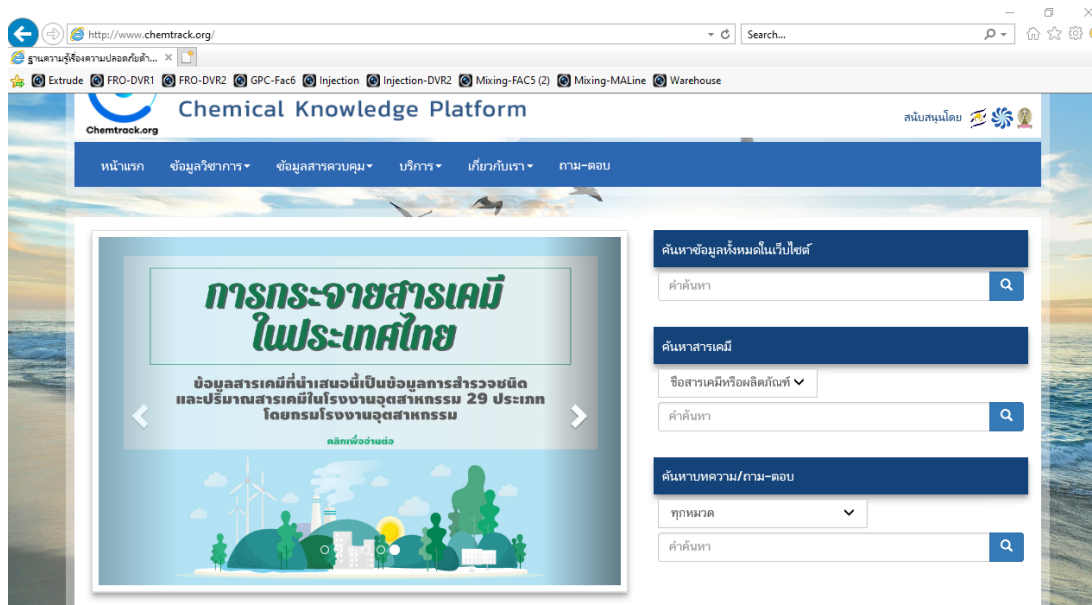 http://www.chemtrack.org/
Search...
ฐานความรู้เรื่องความปลอดภัยด้า...
Extrude FRO-DVR1 FRO-DVR2 GPC-Fac6 Injection Injection-DVR2 Mixing-FAC5 (2) Mixing-MALine Warehouse
Chemical Knowledge Platform
Chemtrack.org
สนับสนุนโดย
หน้าแรก ข้อมูลวิชาการ ข้อมูลสารควบคุม บริการ เกี่ยวกับเรา ถาม-ตอบ
การกระจายสารเคมี
ในประเทศไทย
ข้อมูลสารเคมีที่นำเสนอนี้เป็นข้อมูลการสำรวจชนิด
และปริมาณสารเคมีในโรงงานอุตสาหกรรม 29 ประเภท
โดยกรมโรงงานอุตสาหกรรม
คลิกเพื่ออ่านต่อ
ค้นหาข้อมูลทั้งหมดในเว็บไซต์
คำค้นหา
ค้นหาสารเคมี
ชื่อสารเคมีหรือผลิตภัณฑ์
คำค้นหา
ค้นหาบทความ/ถาม-ตอบ
ทุกหมวด
คำค้นหา